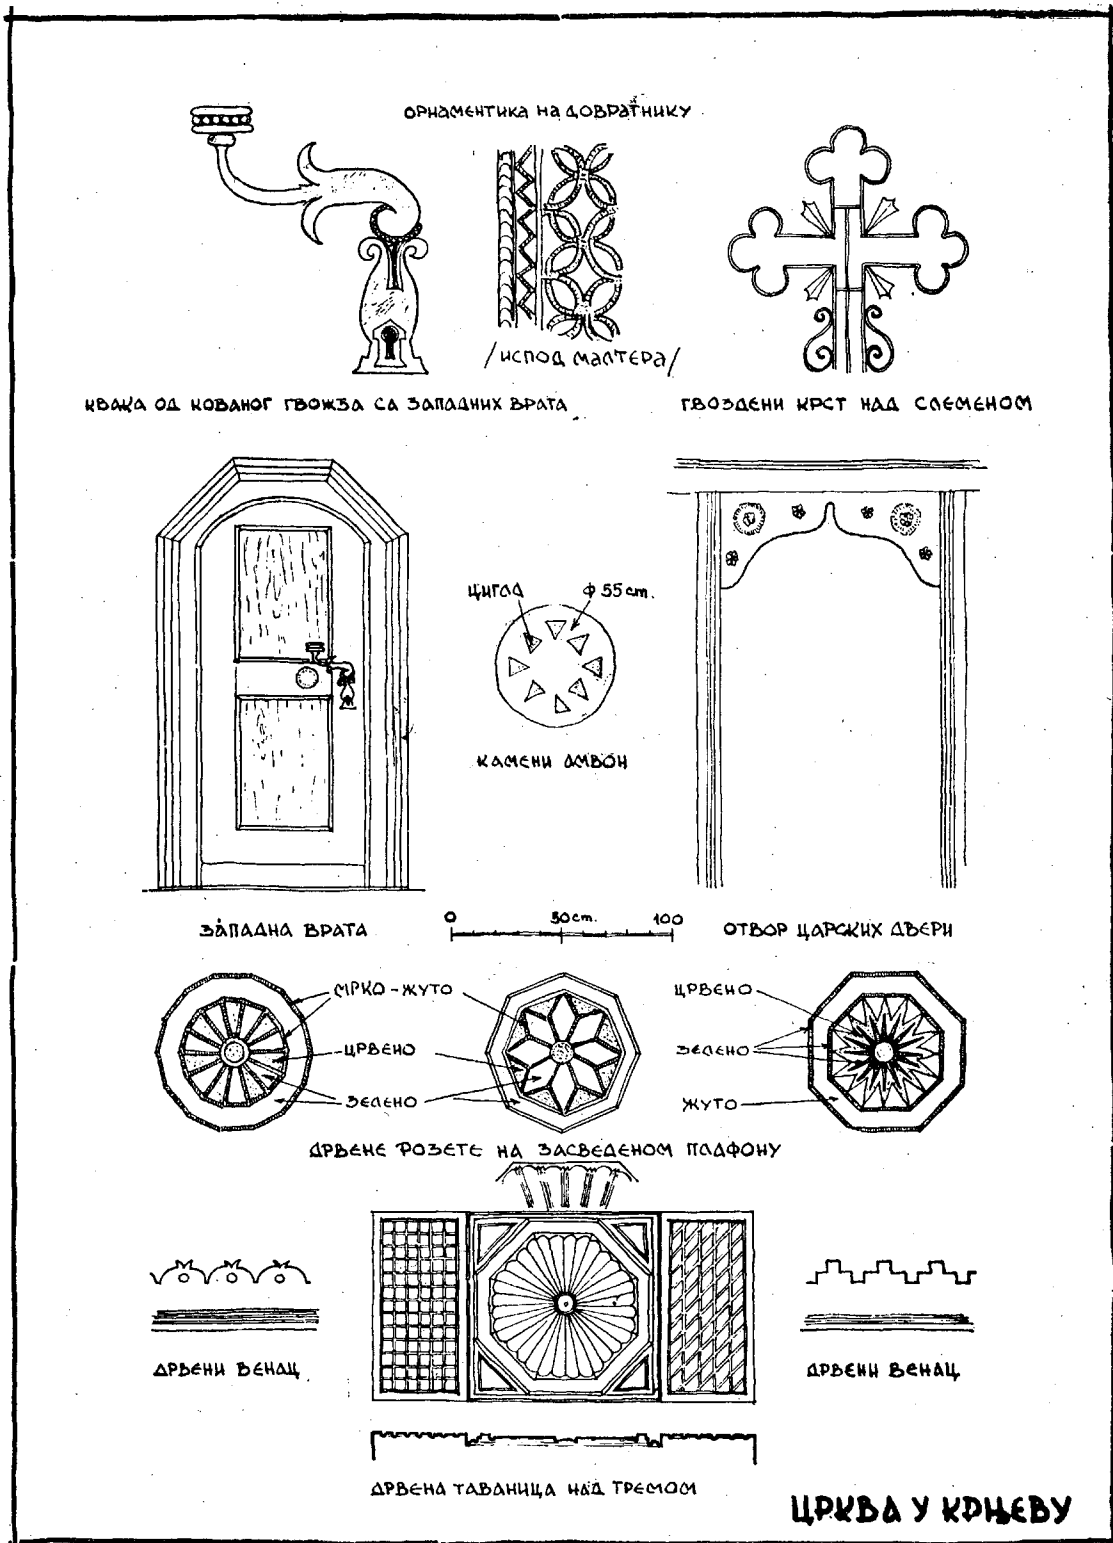 ОРНАМЕНТИКА НА ДОВРАТНИКУ
/ИСПОД МАЛТЕРА/
КВАКА ОД КОВАНОГ ГВОЖЂА СА ЗАПАДНИХ ВРАТА
ГВОЗДЕНИ КРСТ НАД СЛЕМЕНОМ
ЦИГЛА
ϕ 55 cm.
КАМЕНИ АМВОН
ЗАПАДНА ВРАТА
0 50 cm. 100
ОТВОР ЦАРСКИХ ДВЕРИ
МРКО-ЖУТО
ЦРВЕНО
ЗЕЛЕНО
ЦРВЕНО
ЗЕЛЕНО
ЖУТО
ДРВЕНЕ РОЗЕТЕ НА ЗАСВЕДЕНОМ ПЛАФОНУ
ДРВЕНИ ВЕНАЦ
ДРВЕНИ ВЕНАЦ
ДРВЕНА ТАВАНИЦА НАД ТРЕМОМ
ЦРКВА У КРЊЕВУ